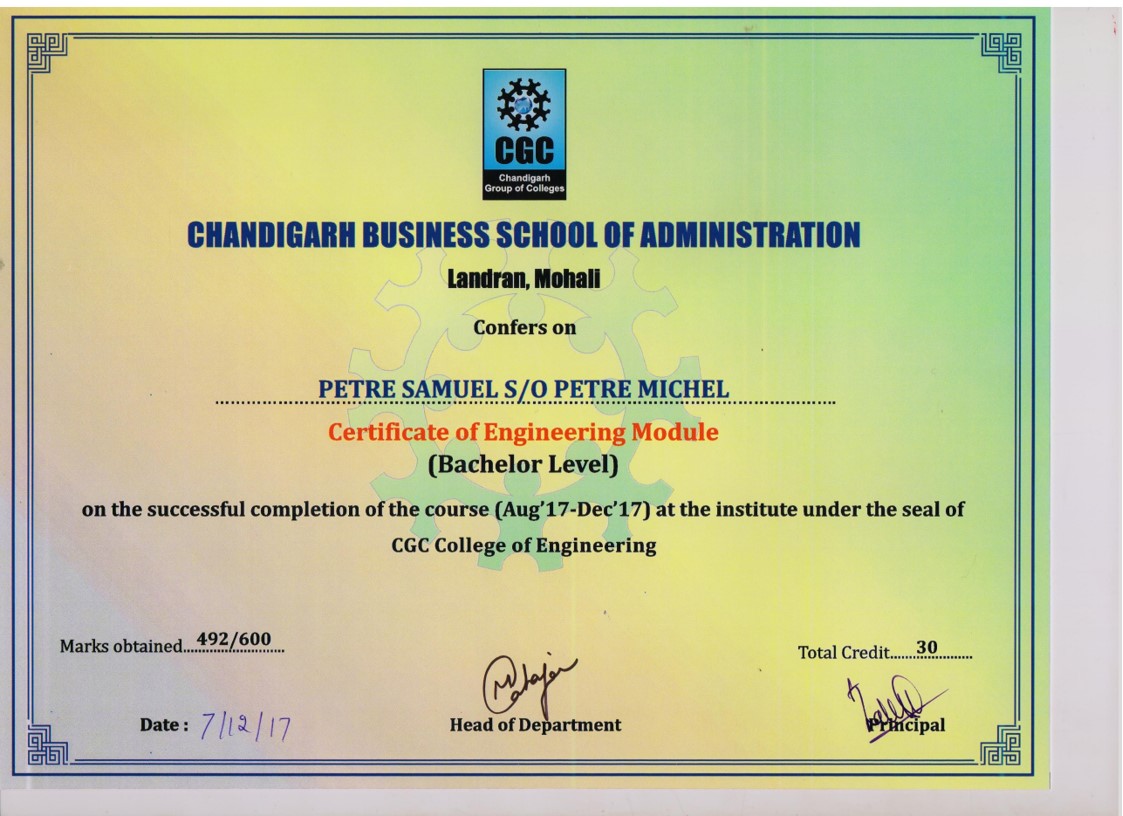 CGC
Chandigarh
Group of Colleges
CHANDIGARH BUSINESS SCHOOL OF ADMINISTRATION
Landran, Mohali
Confers on
PETRE SAMUEL S/O PETRE MICHEL
Certificate of Engineering Module
(Bachelor Level)
on the successful completion of the course (Aug'17-Dec'17) at the institute under the seal of
CGC College of Engineering
Marks obtained....492/600....
Total Credit......30........
Date : 7/12/17
Head of Department
Principal